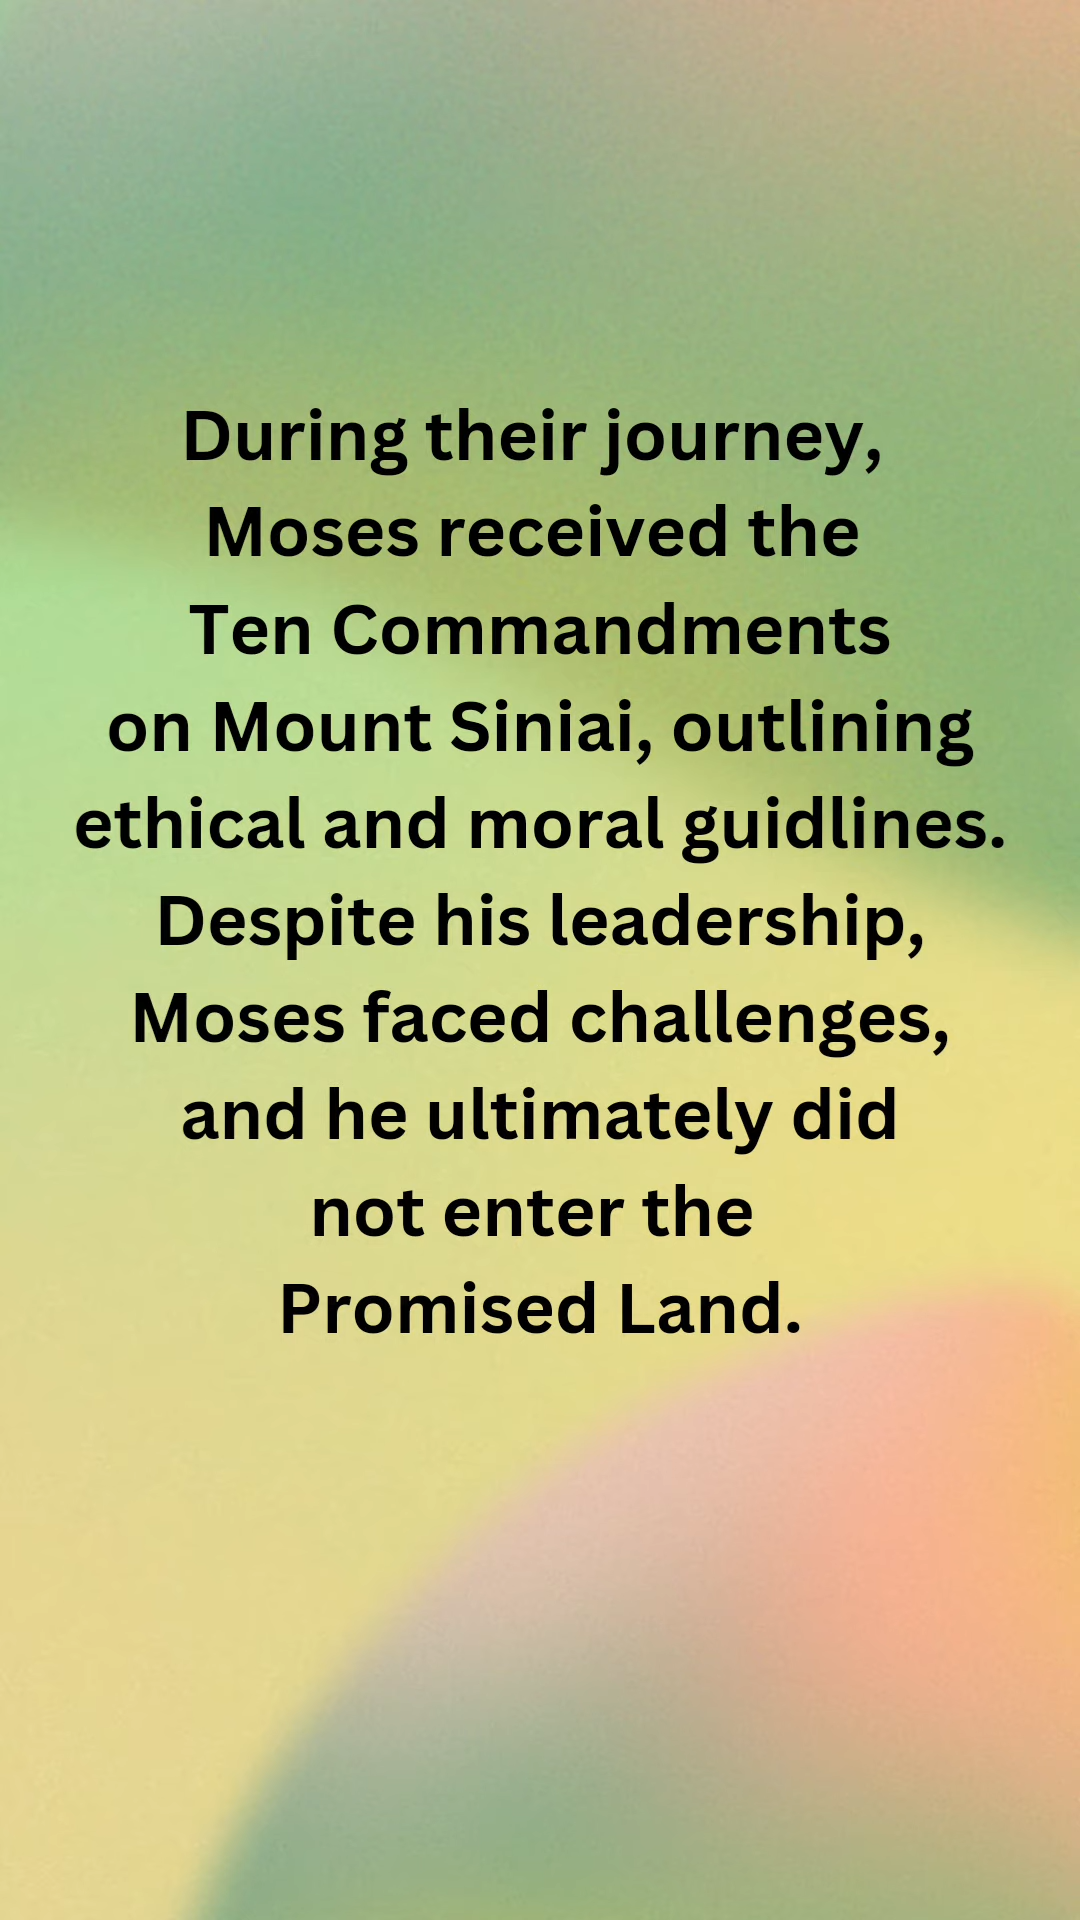 During their journey,
Moses received the
Ten Commandments
on Mount Siniai, outlining
ethical and moral guidlines.
Despite his leadership,
Moses faced challenges,
and he ultimately did
not enter the
Promised Land.